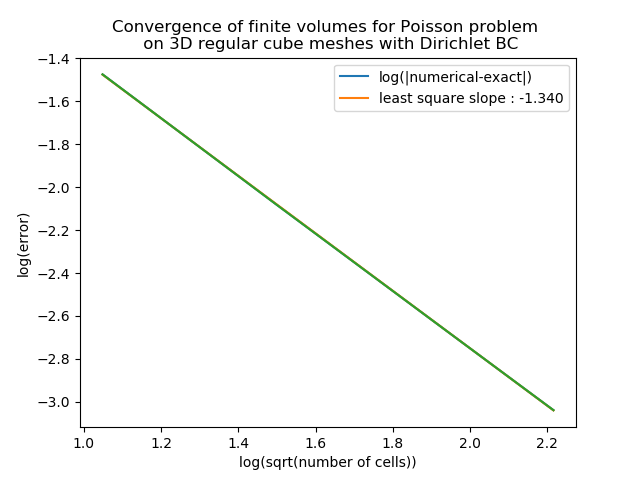 Convergence of finite volumes for Poisson problem
on 3D regular cube meshes with Dirichlet BC
log(|numerical-exact|)
least square slope : -1.340
log(error)
−1.4
−1.6
−1.8
−2.0
−2.2
−2.4
−2.6
−2.8
−3.0
1.0 1.2 1.4 1.6 1.8 2.0 2.2
log(sqrt(number of cells))